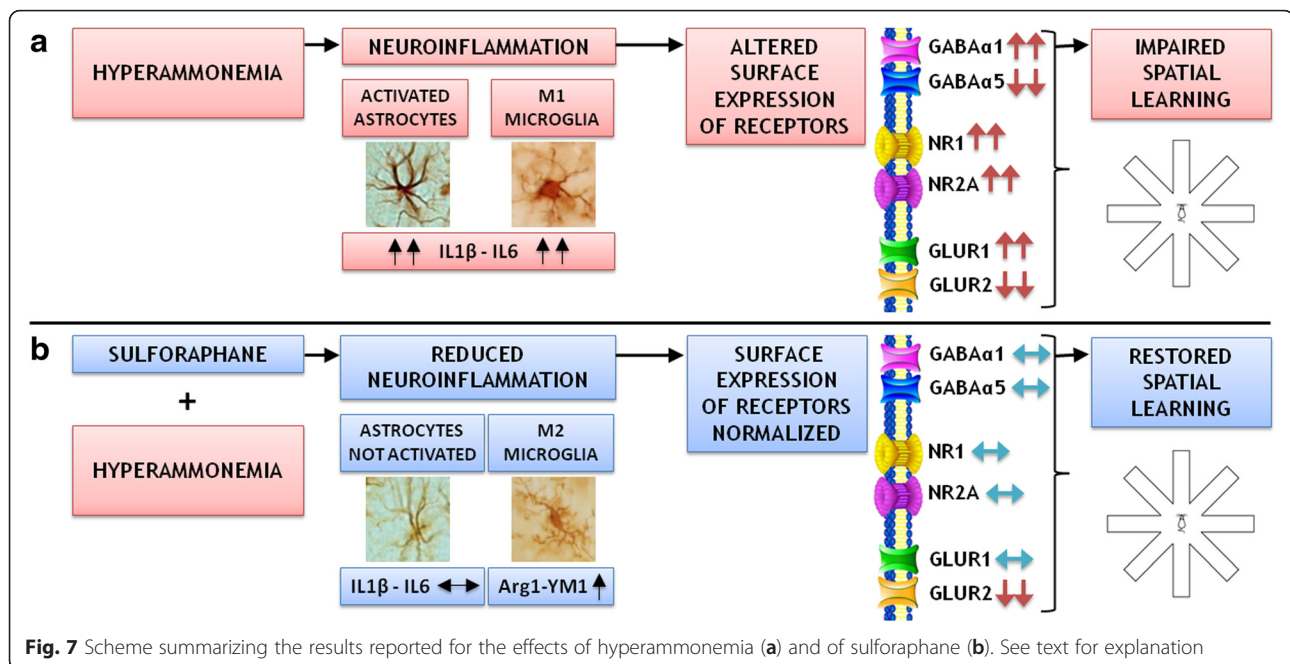 a
HYPERAMMONEMIA
NEUROINFLAMMATION
ACTIVATED
ASTROCYTES
M1
MICROGLIA
IL1β - IL6
ALTERED
SURFACE
EXPRESSION
OF RECEPTORS
GABAα1
GABAα5
NR1
NR2A
GLUR1
GLUR2
IMPAIRED
SPATIAL
LEARNING
b
SULFORAPHANE
+
HYPERAMMONEMIA
REDUCED
NEUROINFLAMMATION
ASTROCYTES
NOT ACTIVATED
M2
MICROGLIA
IL1β - IL6
Arg1-YM1
SURFACE
EXPRESSION
OF RECEPTORS
NORMALIZED
GABAα1
GABAα5
NR1
NR2A
GLUR1
GLUR2
RESTORED
SPATIAL
LEARNING
Fig. 7 Scheme summarizing the results reported for the effects of hyperammonemia (a) and of sulforaphane (b). See text for explanation